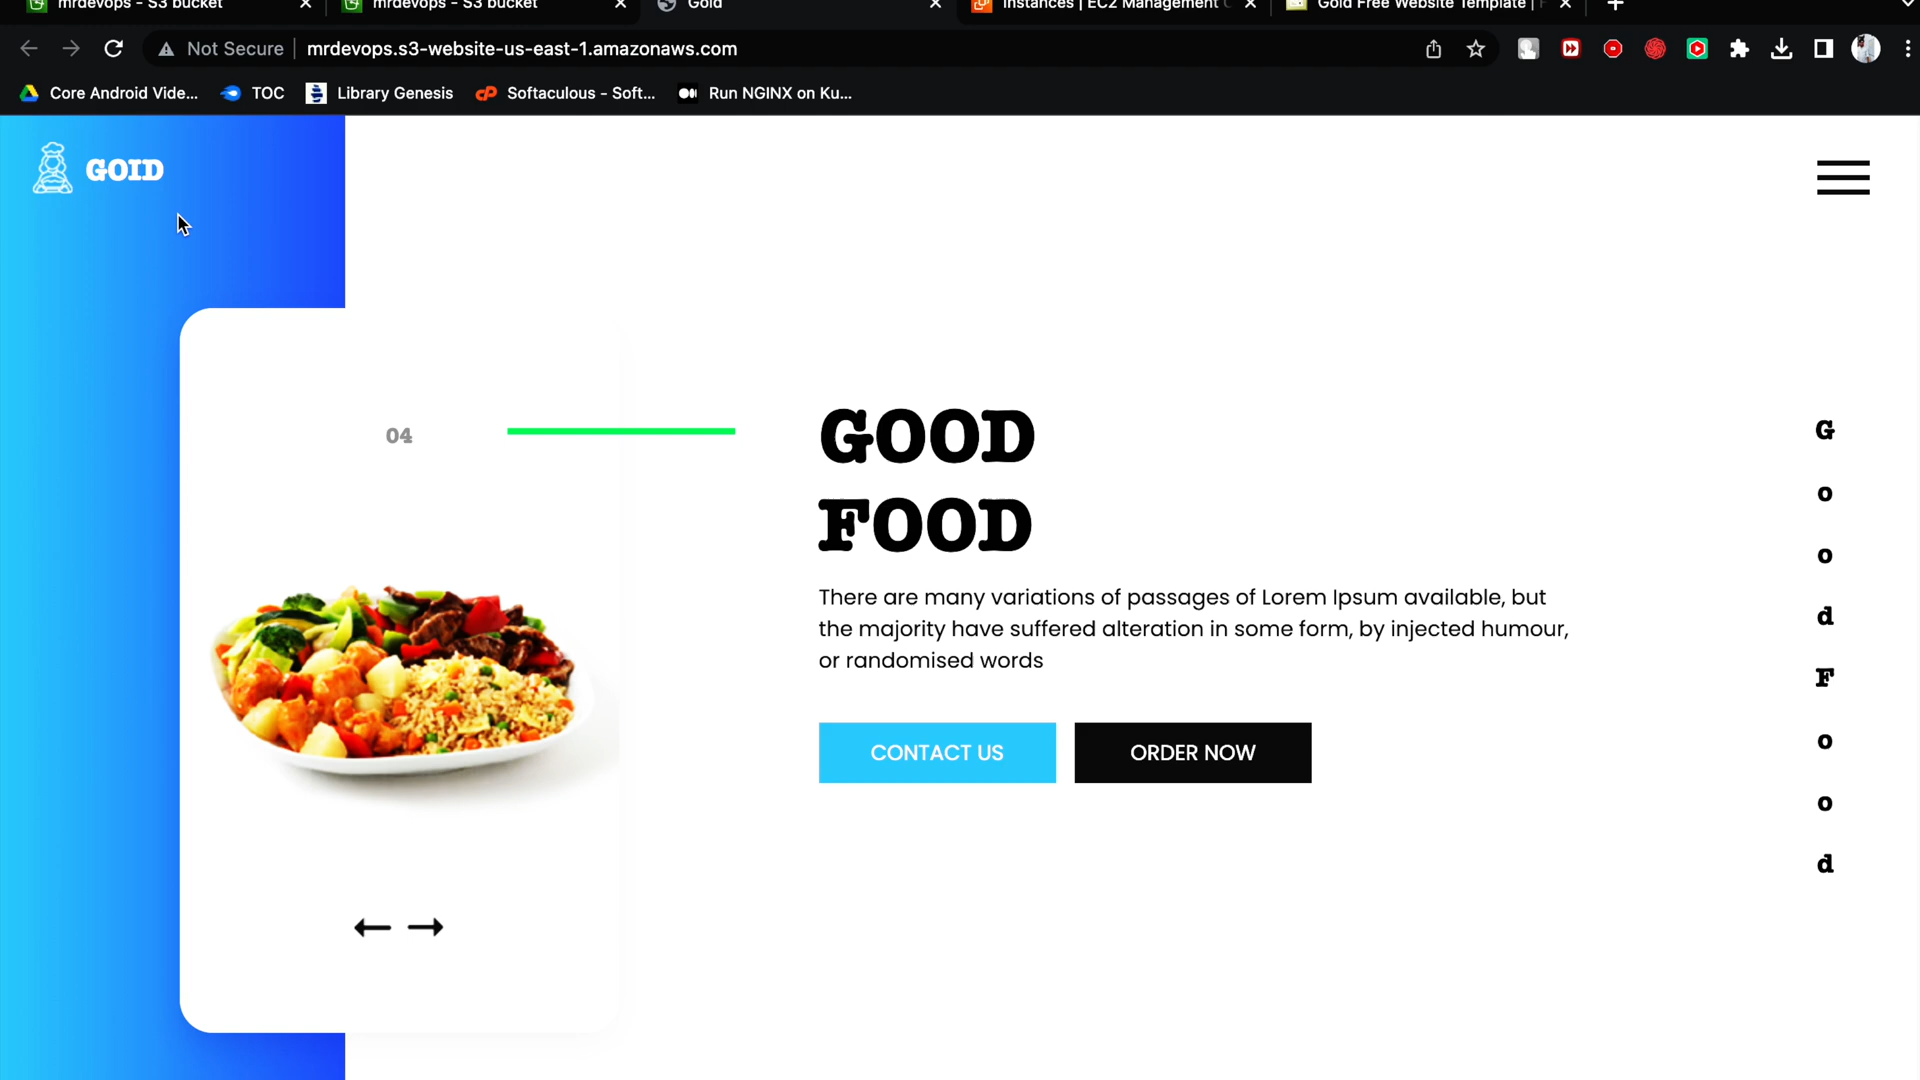 mrdevops - S3 bucket
mrdevops - S3 bucket
Gold
Instances | EC2 Management
Gold Free Website Template |
Not Secure
mrdevops.s3-website-us-east-1.amazonaws.com
Core Android Vide...
TOC
Library Genesis
Softaculous - Soft...
Run NGINX on Ku...
GOID
04
GOOD
FOOD
There are many variations of passages of Lorem Ipsum available, but
the majority have suffered alteration in some form, by injected humour,
or randomised words
CONTACT US
ORDER NOW
G
o
o
d
F
o
o
d